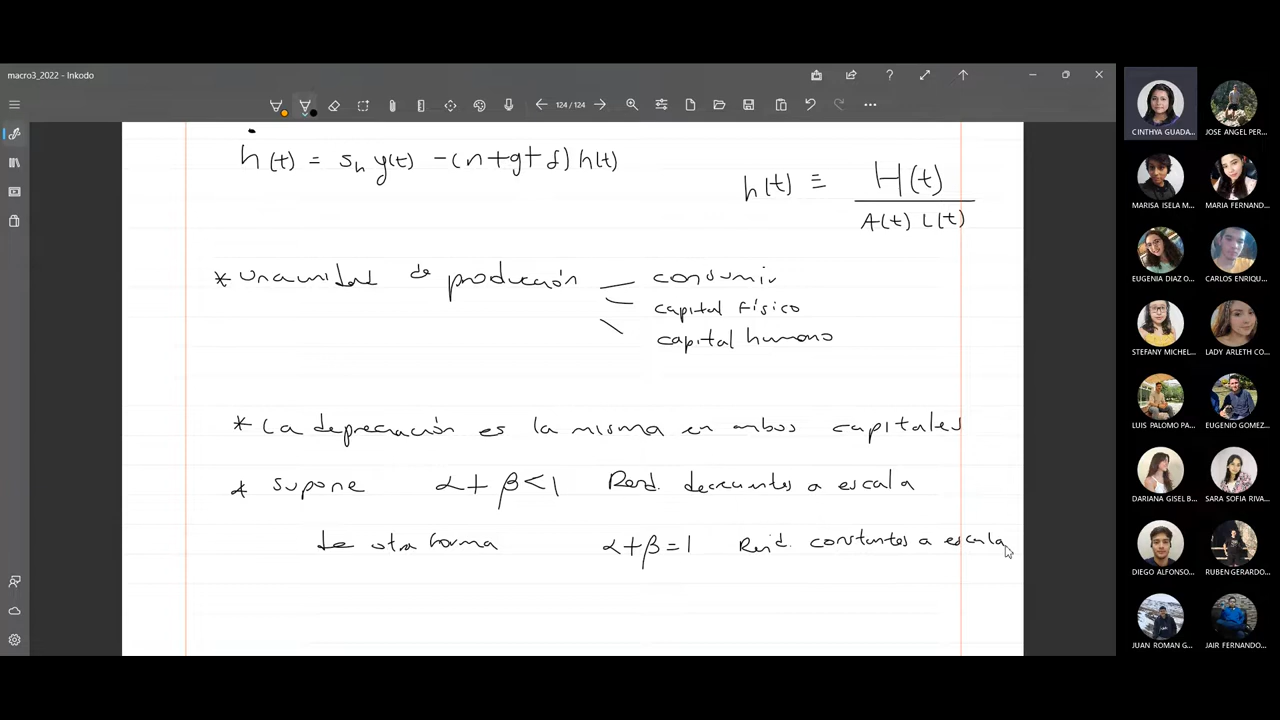 macro3_2022 - Inkodo
124 / 124
ḣ(t) = s_h y(t) - (n+g+δ) h(t)
h(t) ≡ H(t) / A(t) L(t)
* una unidad de producción
consumir
capital físico
capital humano
* La depreciación es la misma en ambos capitales
* supone α + β < 1 Rend. decrecientes a escala
de otra forma α + β = 1 Rend. constantes a escala
CINTHYA GUADA...
JOSE ANGEL PER...
MARISA ISELA M...
MARIA FERNAND...
EUGENIA DIAZ O...
CARLOS ENRIQU...
STEFANY MICHEL...
LADY ARLETH CO...
LUIS PALOMO PA...
EUGENIO GOMEZ...
DARIANA GISEL B...
SARA SOFIA RIVA...
DIEGO ALFONSO...
RUBEN GERARDO...
JUAN ROMAN G...
JAIR FERNANDO...